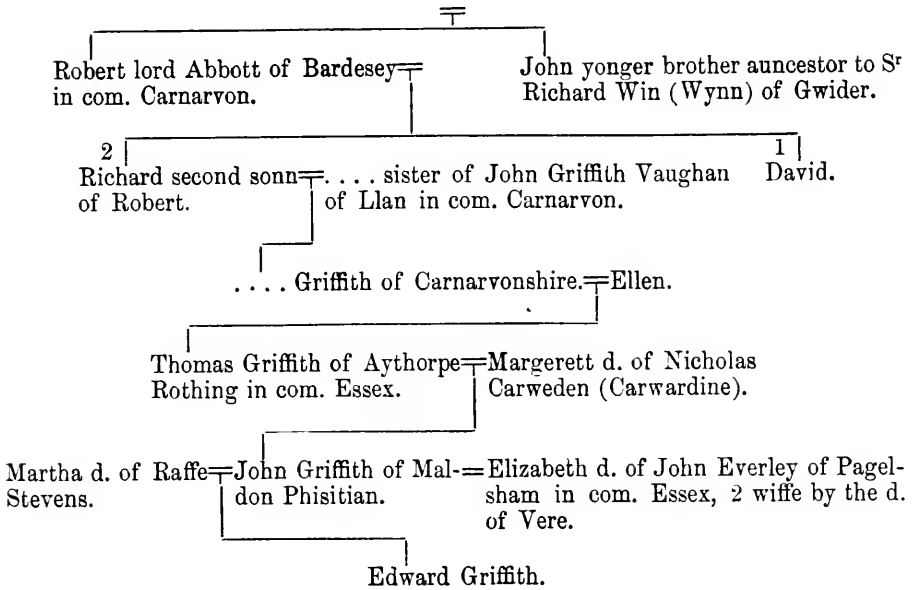 Robert lord Abbott of Bardesey
in com. Carnarvon.
John yonger brother auncestor to Sr
Richard Win (Wynn) of Gwider.
2
1
Richard second sonn
of Robert.
.... sister of John Griffith Vaughan
of Llan in com. Carnarvon.
David.
.... Griffith of Carnarvonshire.
Ellen.
Thomas Griffith of Aythorpe
Rothing in com. Essex.
Margerett d. of Nicholas
Carweden (Carwardine).
Martha d. of Raffe
Stevens.
John Griffith of Mal-
don Phisitian.
Elizabeth d. of John Everley of Pagel-
sham in com. Essex, 2 wiffe by the d.
of Vere.
Edward Griffith.